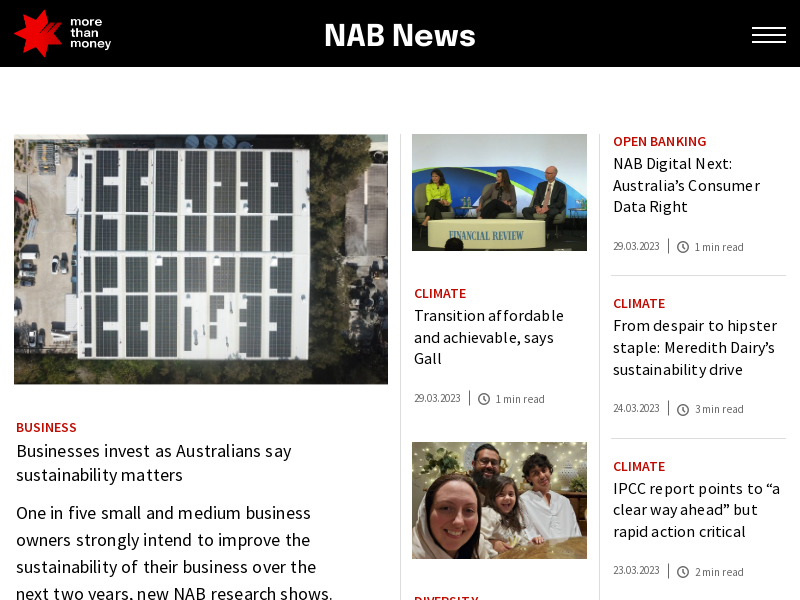 more
than
money
NAB News
BUSINESS
Businesses invest as Australians say
sustainability matters
One in five small and medium business
owners strongly intend to improve the
sustainability of their business over the
next two years, new NAB research shows.
FINANCIAL REVIEW
CLIMATE
Transition affordable
and achievable, says
Gall
29.03.2023 | 1 min read
DIVERSITY
OPEN BANKING
NAB Digital Next:
Australia’s Consumer
Data Right
29.03.2023 | 1 min read
CLIMATE
From despair to hipster
staple: Meredith Dairy’s
sustainability drive
24.03.2023 | 3 min read
CLIMATE
IPCC report points to “a
clear way ahead” but
rapid action critical
23.03.2023 | 2 min read